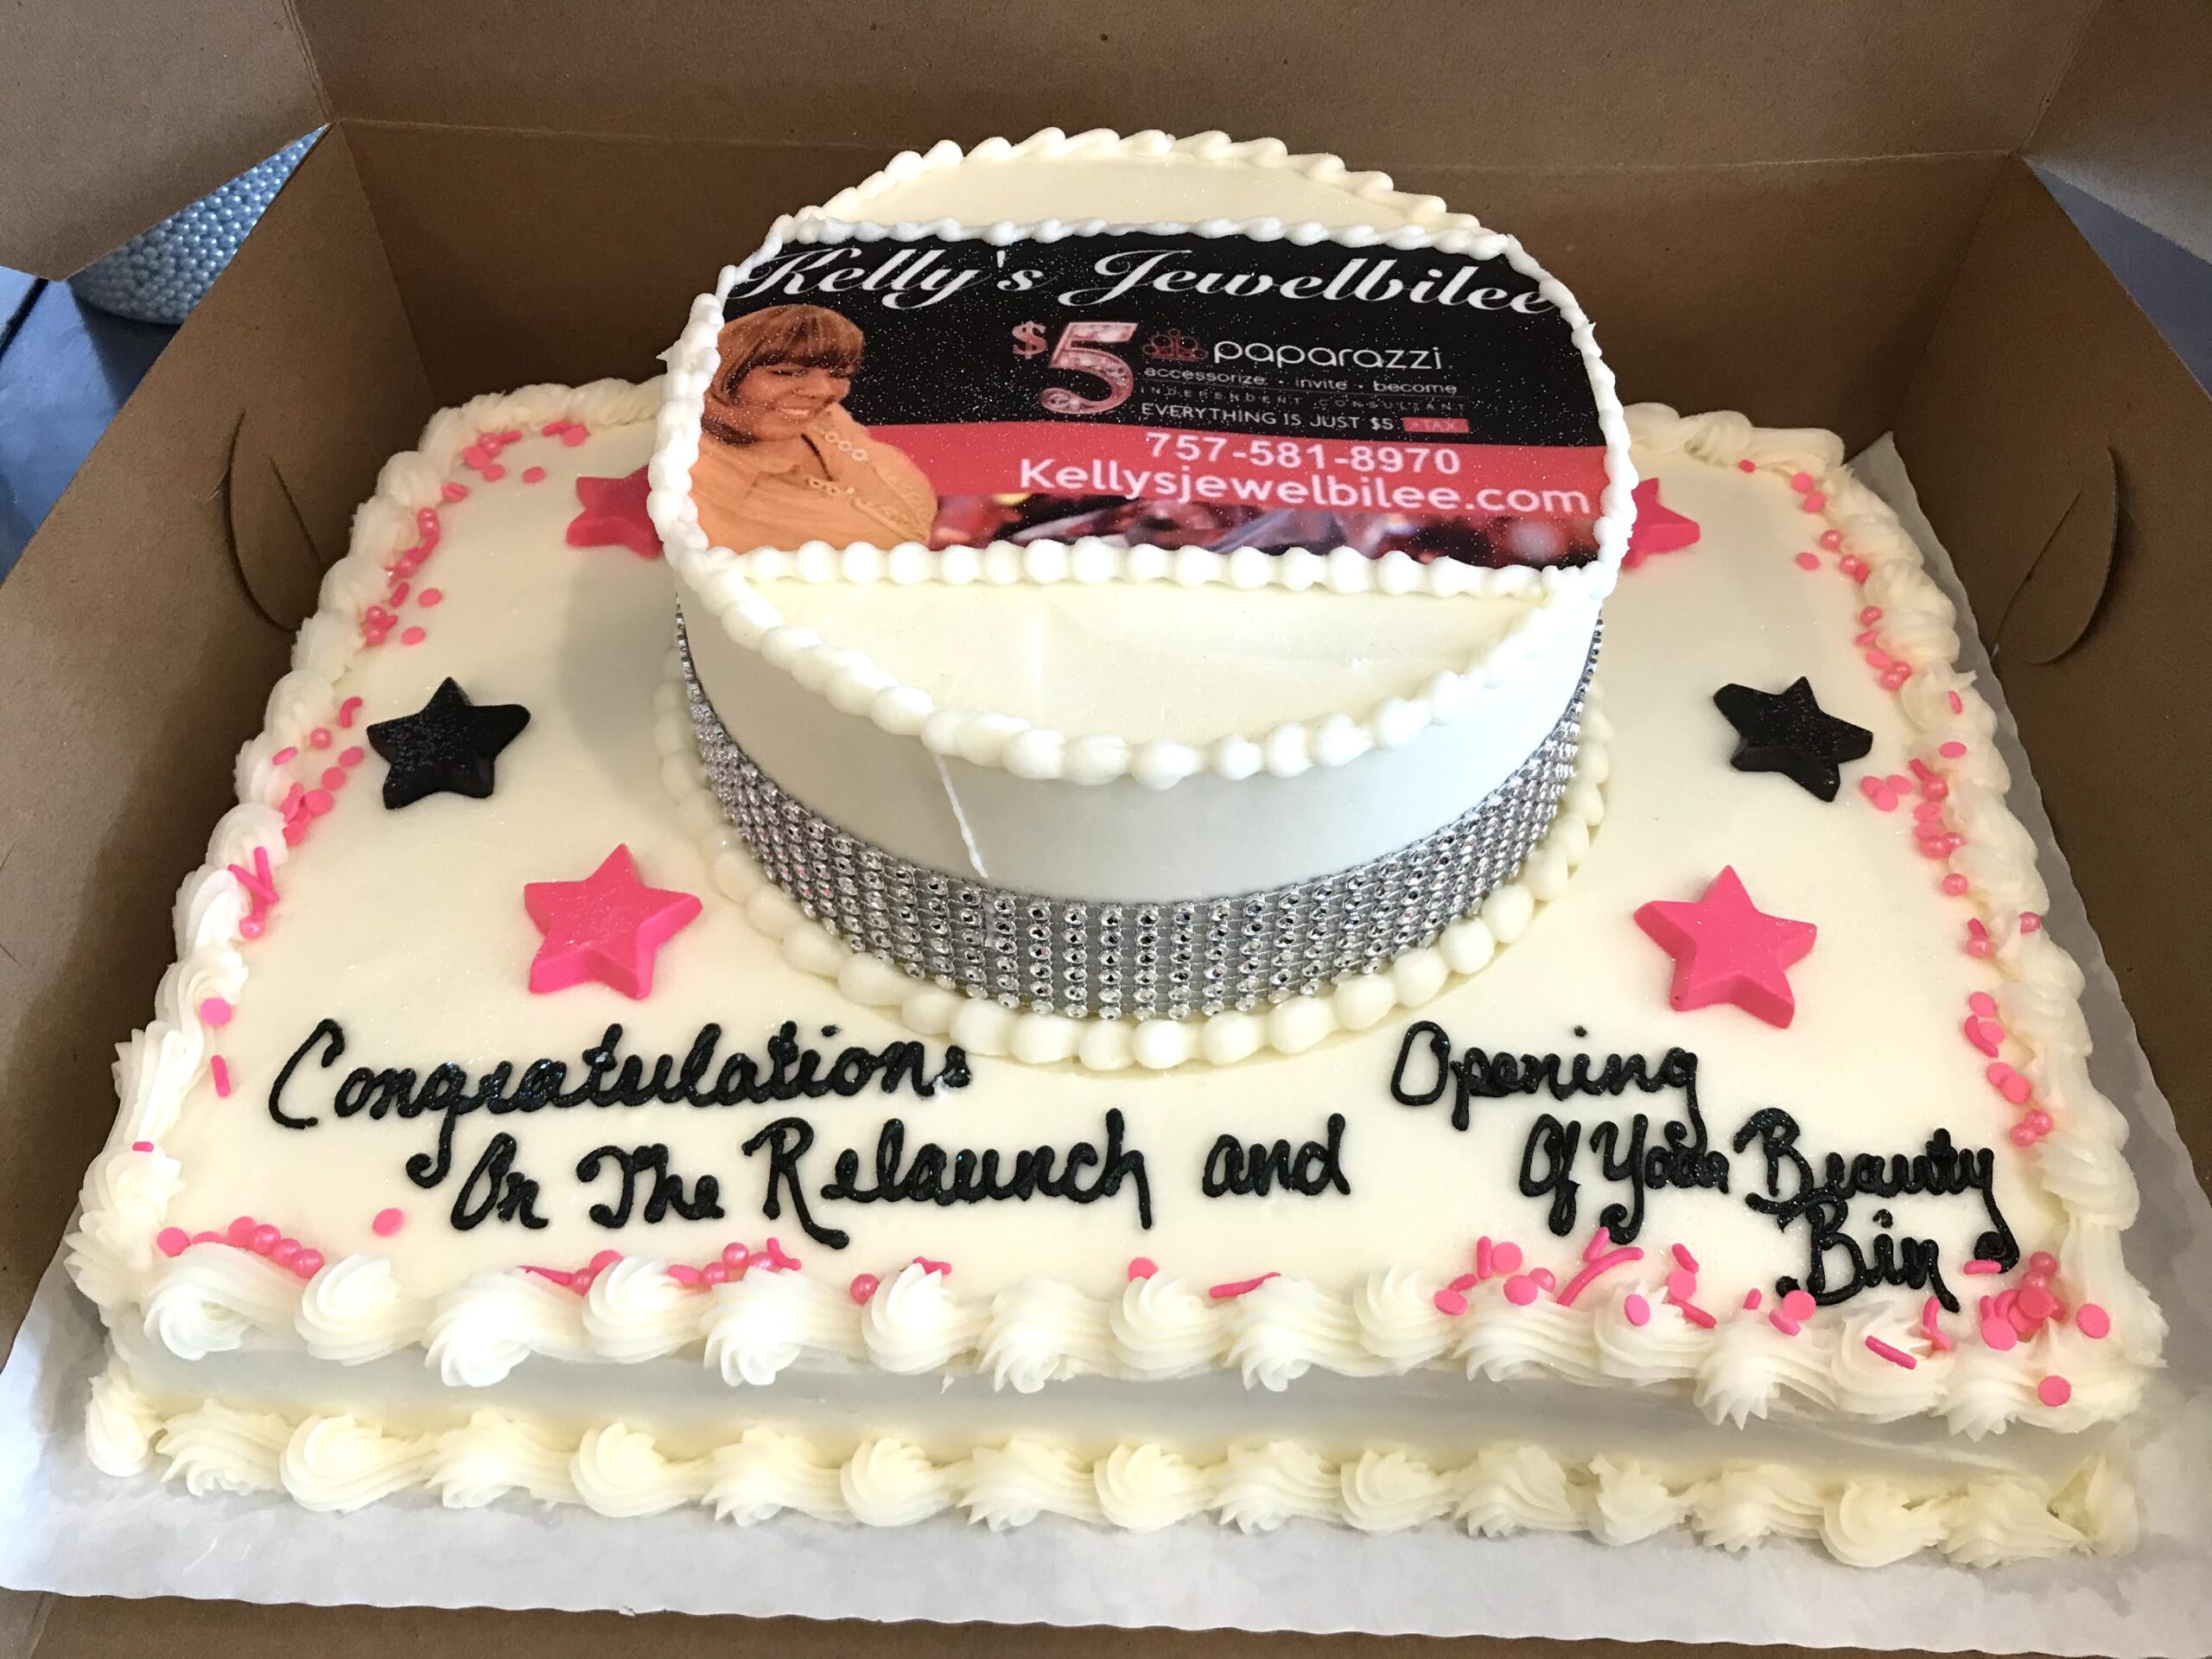 Kelly's Jewelbilee
$5 paparazzi
accessorize • invite • become
INDEPENDENT CONSULTANT
EVERYTHING IS JUST $5 +TAX
757-581-8970
Kellysjewelbilee.com
Congratulations
On The Relaunch and
Opening
Of Your Beauty
Bin